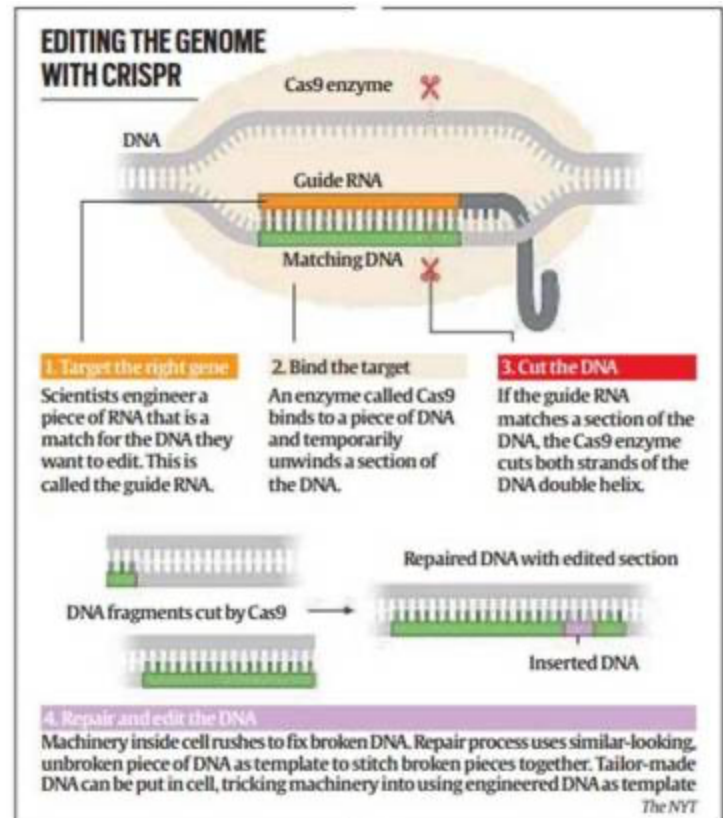 EDITING THE GENOME
WITH CRISPR
Cas9 enzyme
DNA
Guide RNA
Matching DNA
1. Target the right gene
Scientists engineer a
piece of RNA that is a
match for the DNA they
want to edit. This is
called the guide RNA.
2. Bind the target
An enzyme called Cas9
binds to a piece of DNA
and temporarily
unwinds a section of
the DNA.
3. Cut the DNA
If the guide RNA
matches a section of the
DNA, the Cas9 enzyme
cuts both strands of the
DNA double helix.
DNA fragments cut by Cas9
Repaired DNA with edited section
Inserted DNA
4. Repair and edit the DNA
Machinery inside cell rushes to fix broken DNA. Repair process uses similar-looking,
unbroken piece of DNA as template to stitch broken pieces together. Tailor-made
DNA can be put in cell, tricking machinery into using engineered DNA as template
The NYT